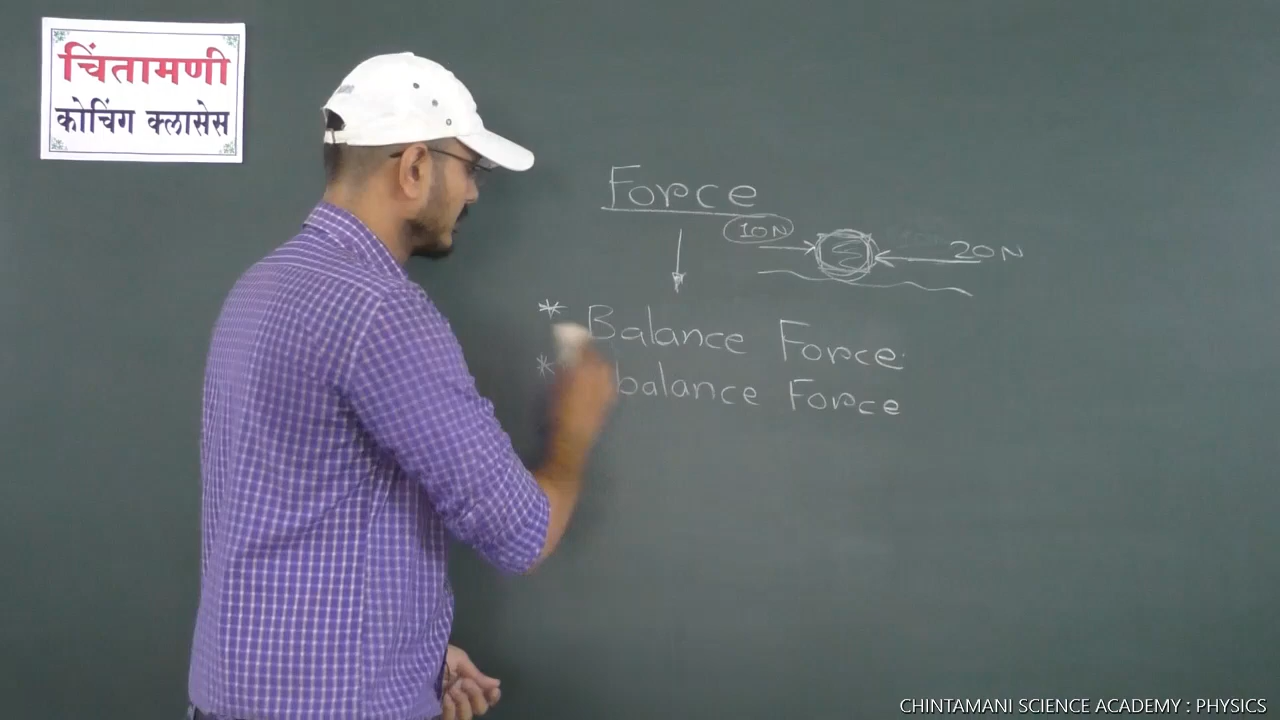 चिंतामणी
कोचिंग क्लासेस
Force
10N
20N
* Balance Force
* balance Force
CHINTAMANI SCIENCE ACADEMY : PHYSICS